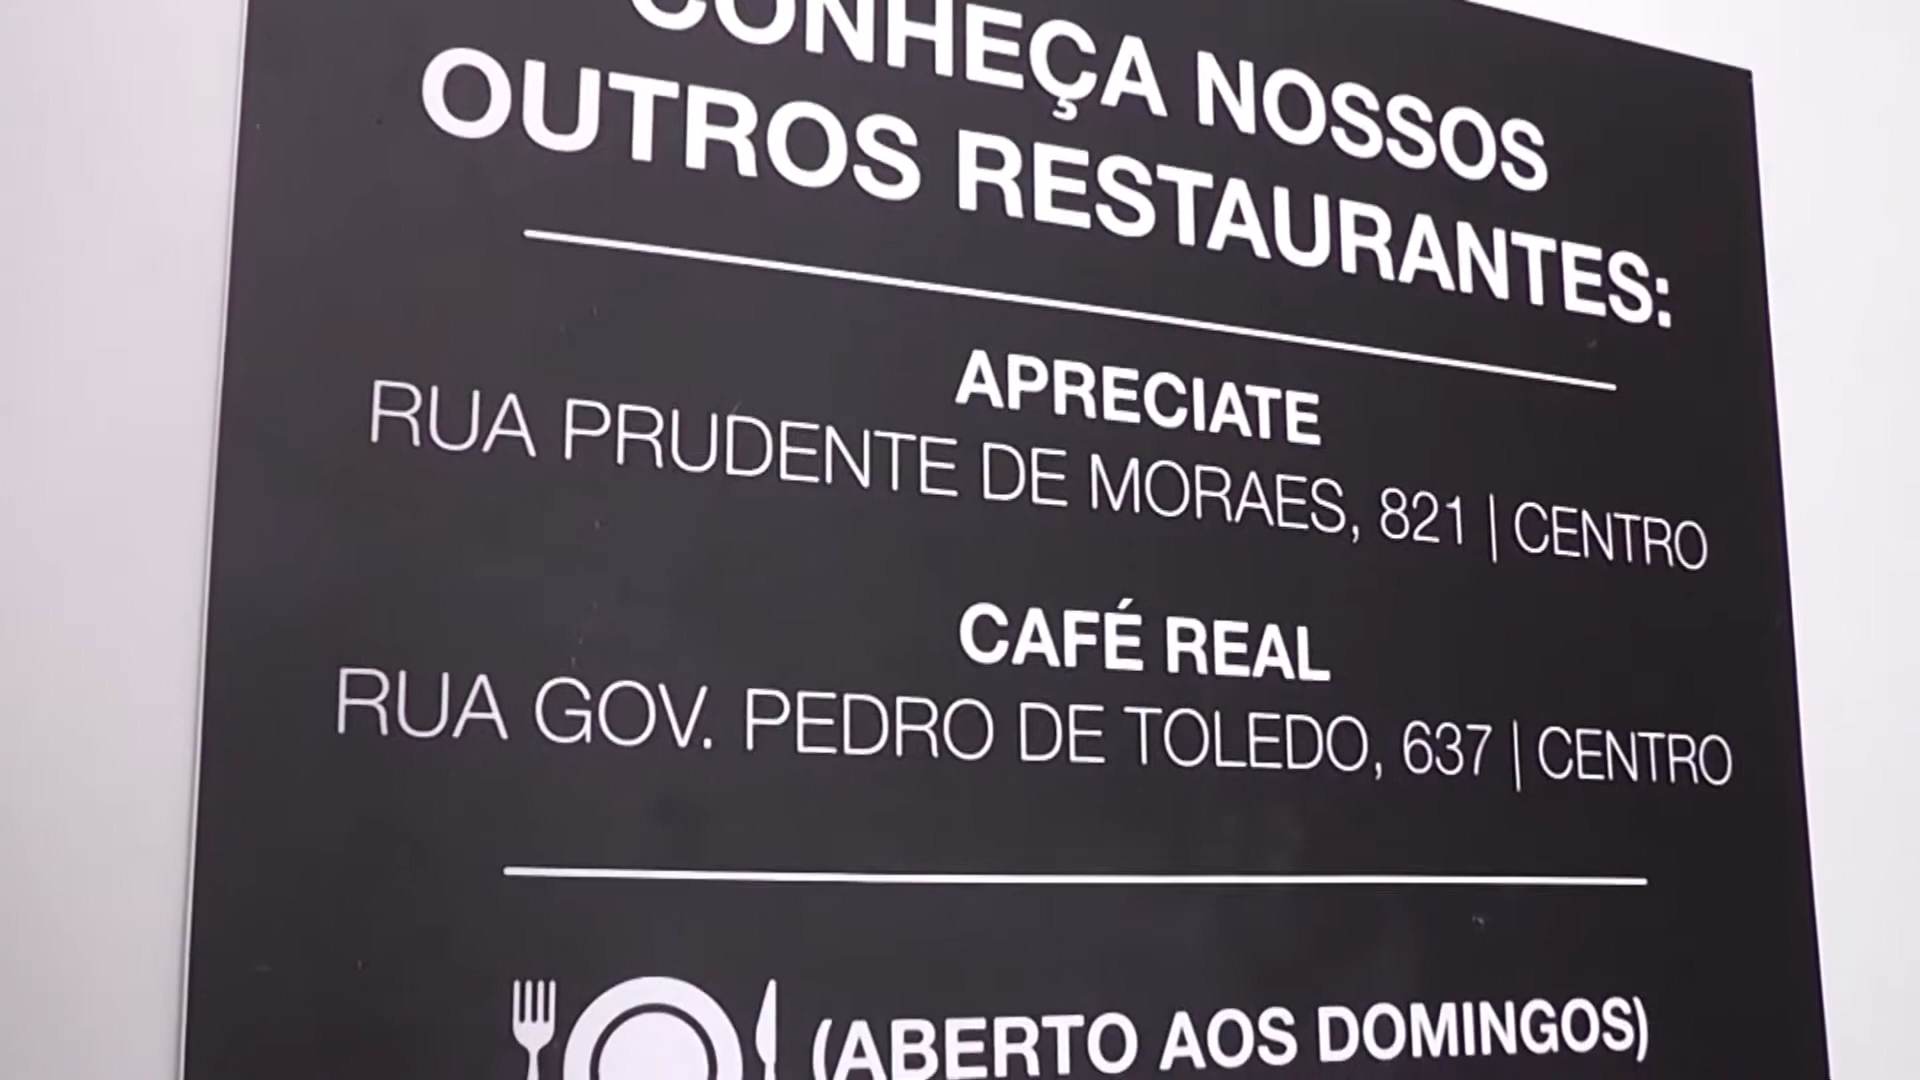 CONHEÇA NOSSOS
OUTROS RESTAURANTES:
APRECIATE
RUA PRUDENTE DE MORAES, 821 | CENTRO
CAFÉ REAL
RUA GOV. PEDRO DE TOLEDO, 637 | CENTRO
(ABERTO AOS DOMINGOS)